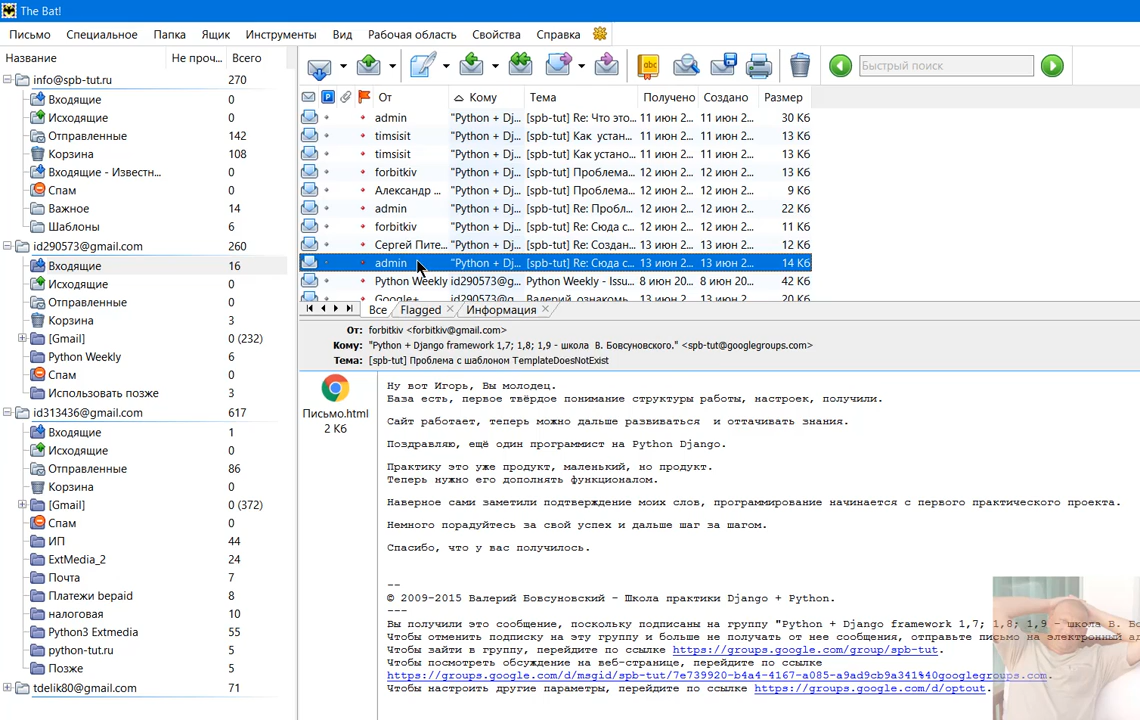 The Bat!
Письмо Специальное Папка Ящик Инструменты Вид Рабочая область Свойства Справка
Название Не проч... Всего
info@spb-tut.ru 270
Входящие 0
Исходящие 0
Отправленные 142
Корзина 108
Входящие - Известн... 0
Спам 0
Важное 14
Шаблоны 6
id290573@gmail.com 260
Входящие 16
Исходящие 0
Отправленные 0
Корзина 3
[Gmail] 0 (232)
Python Weekly 6
Спам 0
Использовать позже 3
id313436@gmail.com 617
Входящие 1
Исходящие 0
Отправленные 86
Корзина 0
[Gmail] 0 (372)
Спам 0
ИП 44
ExtMedia_2 24
Почта 7
Платежи bepaid 8
налоговая 10
Python3 Extmedia 55
python-tut.ru 5
Позже 5
tdelik80@gmail.com 71
abc
Быстрый поиск
P От Кому Тема Получено Создано Размер
admin "Python + Dj... [spb-tut] Re: Что это... 11 июн 2... 11 июн 2... 30 Кб
timsisit "Python + Dj... [spb-tut] Как устан... 11 июн 2... 11 июн 2... 13 Кб
timsisit "Python + Dj... [spb-tut] Как устано... 11 июн 2... 11 июн 2... 13 Кб
forbitkiv "Python + Dj... [spb-tut] Проблема... 12 июн 2... 12 июн 2... 13 Кб
Александр ... "Python + Dj... [spb-tut] Проблема... 12 июн 2... 12 июн 2... 9 Кб
admin "Python + Dj... [spb-tut] Re: Пробл... 12 июн 2... 12 июн 2... 22 Кб
forbitkiv "Python + Dj... [spb-tut] Re: Сюда с... 12 июн 2... 12 июн 2... 11 Кб
Сергей Пите... "Python + Dj... [spb-tut] Re: Создан... 13 июн 2... 13 июн 2... 12 Кб
admin "Python + Dj... [spb-tut] Re: Сюда с... 13 июн 2... 13 июн 2... 14 Кб
Python Weekly id290573@g... Python Weekly - Issu... 8 июн 20... 8 июн 20... 42 Кб
Google+ id290573@g... Валерий, ознакомь... 13 июн 2... 13 июн 2... 20 Кб
Все Flagged Информация
От: forbitkiv <forbitkiv@gmail.com>
Кому: "Python + Django framework 1,7; 1,8; 1,9 - школа В. Бовсуновского." <spb-tut@googlegroups.com>
Тема: [spb-tut] Проблема с шаблоном TemplateDoesNotExist
Письмо.html
2 Кб
Ну вот Игорь, Вы молодец.
База есть, первое твёрдое понимание структуры работы, настроек, получили.
Сайт работает, теперь можно дальше развиваться и оттачивать знания.
Поздравляю, ещё один программист на Python Django.
Практику это уже продукт, маленький, но продукт.
Теперь нужно его дополнять функционалом.
Наверное сами заметили подтверждение моих слов, программирование начинается с первого практического проекта.
Немного порадуйтесь за свой успех и дальше шаг за шагом.
Спасибо, что у вас получилось.
--
© 2009-2015 Валерий Бовсуновский - Школа практики Django + Python.
---
Вы получили это сообщение, поскольку подписаны на группу "Python + Django framework 1,7; 1,8; 1,9 - школа В. Бо
Чтобы отменить подписку на эту группу и больше не получать от нее сообщения, отправьте письмо на электронный ад
Чтобы зайти в группу, перейдите по ссылке https://groups.google.com/group/spb-tut.
Чтобы посмотреть обсуждение на веб-странице, перейдите по ссылке
https://groups.google.com/d/msgid/spb-tut/7e739920-b4a4-4167-a085-a9ad9cb9a341%40googlegroups.com.
Чтобы настроить другие параметры, перейдите по ссылке https://groups.google.com/d/optout.